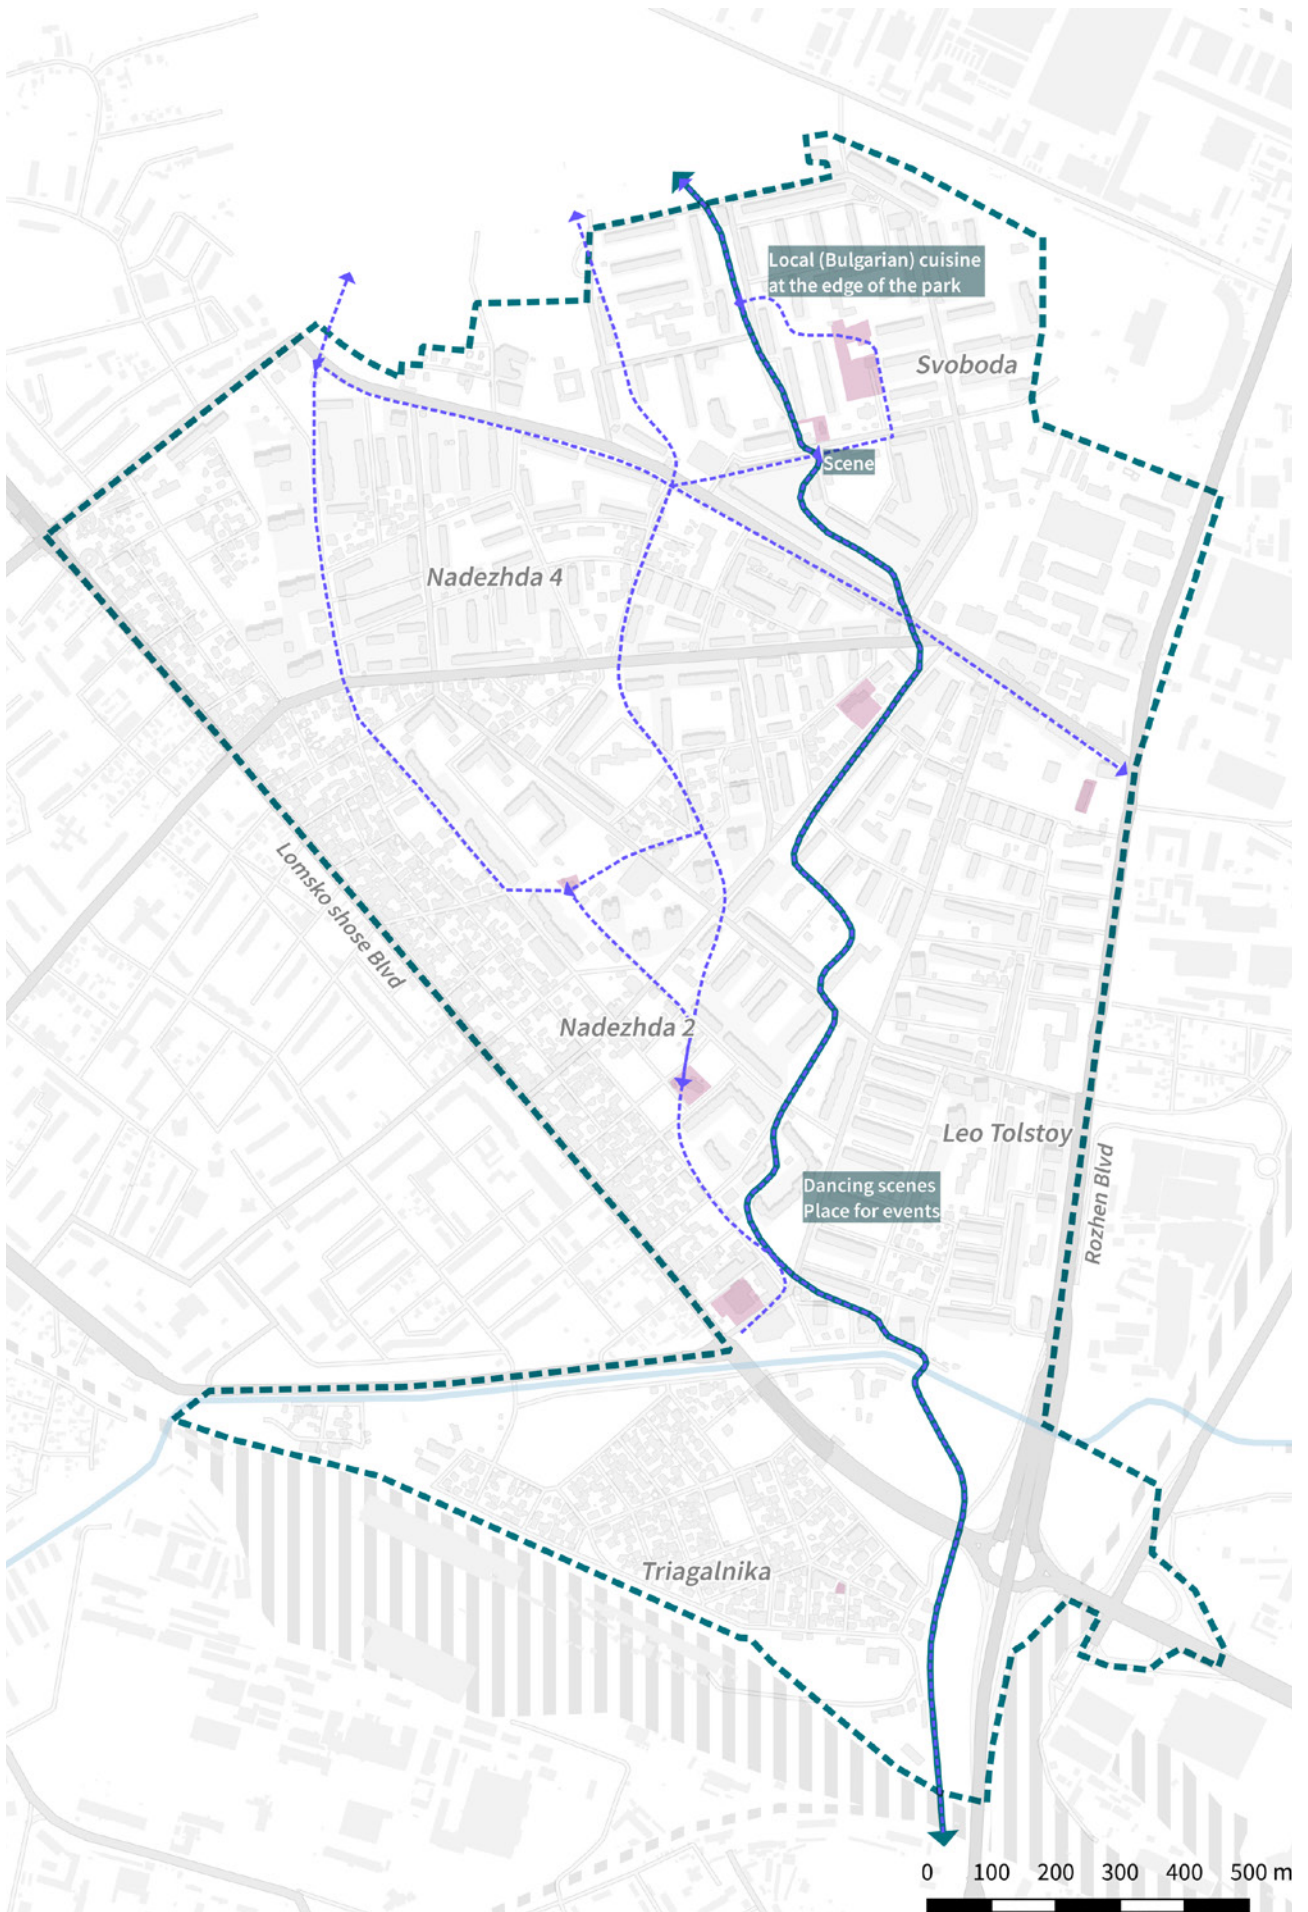 Local (Bulgarian) cuisine
at the edge of the park
Svoboda
Scene
Nadezhda 4
Lomsko shose Blvd
Nadezhda 2
Leo Tolstoy
Rozhen Blvd
Dancing scenes
Place for events
Triagalnika
0 100 200 300 400 500 m